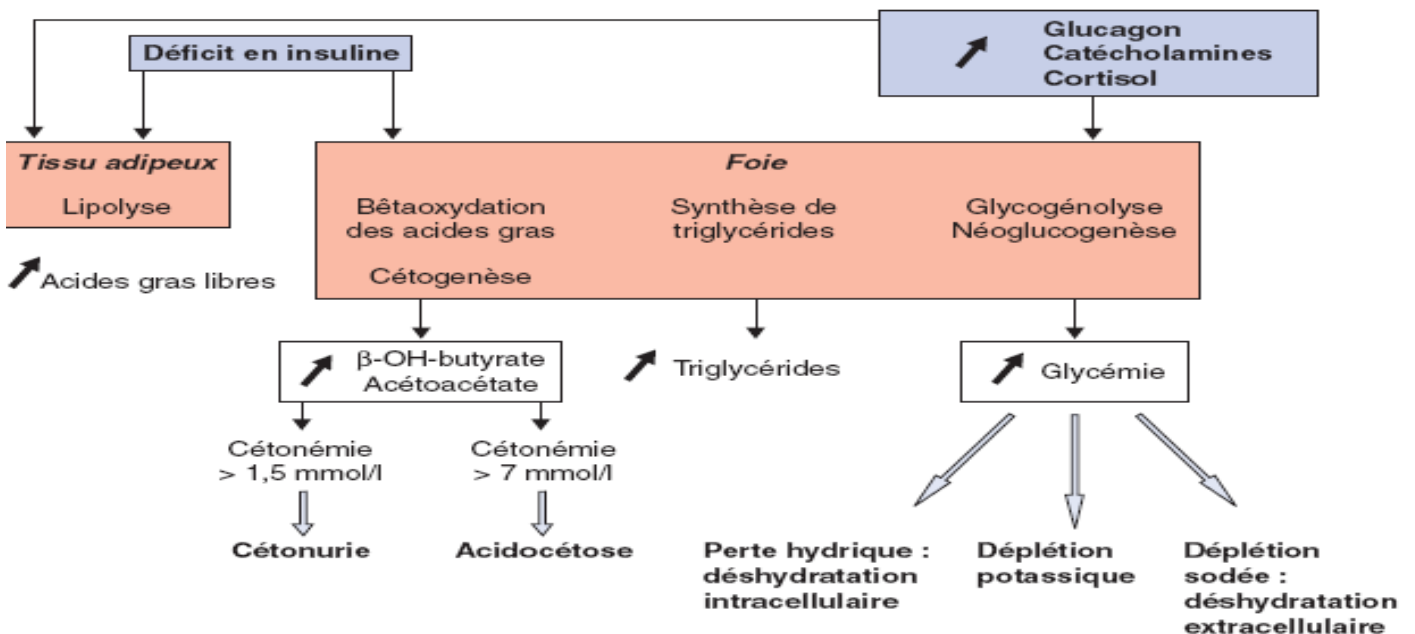 Déficit en insuline
Glucagon
Catécholamines
Cortisol
Tissu adipeux
Lipolyse
Acides gras libres
Foie
Bêtaoxydation
des acides gras
Cétogenèse
Synthèse de
triglycérides
Glycogénolyse
Néoglucogenèse
β-OH-butyrate
Acétoacétate
Triglycérides
Glycémie
Cétonémie
> 1,5 mmol/l
Cétonémie
> 7 mmol/l
Cétonurie
Acidocétose
Perte hydrique :
déshydratation
intracellulaire
Déplétion
potassique
Déplétion
sodée :
déshydratation
extracellulaire